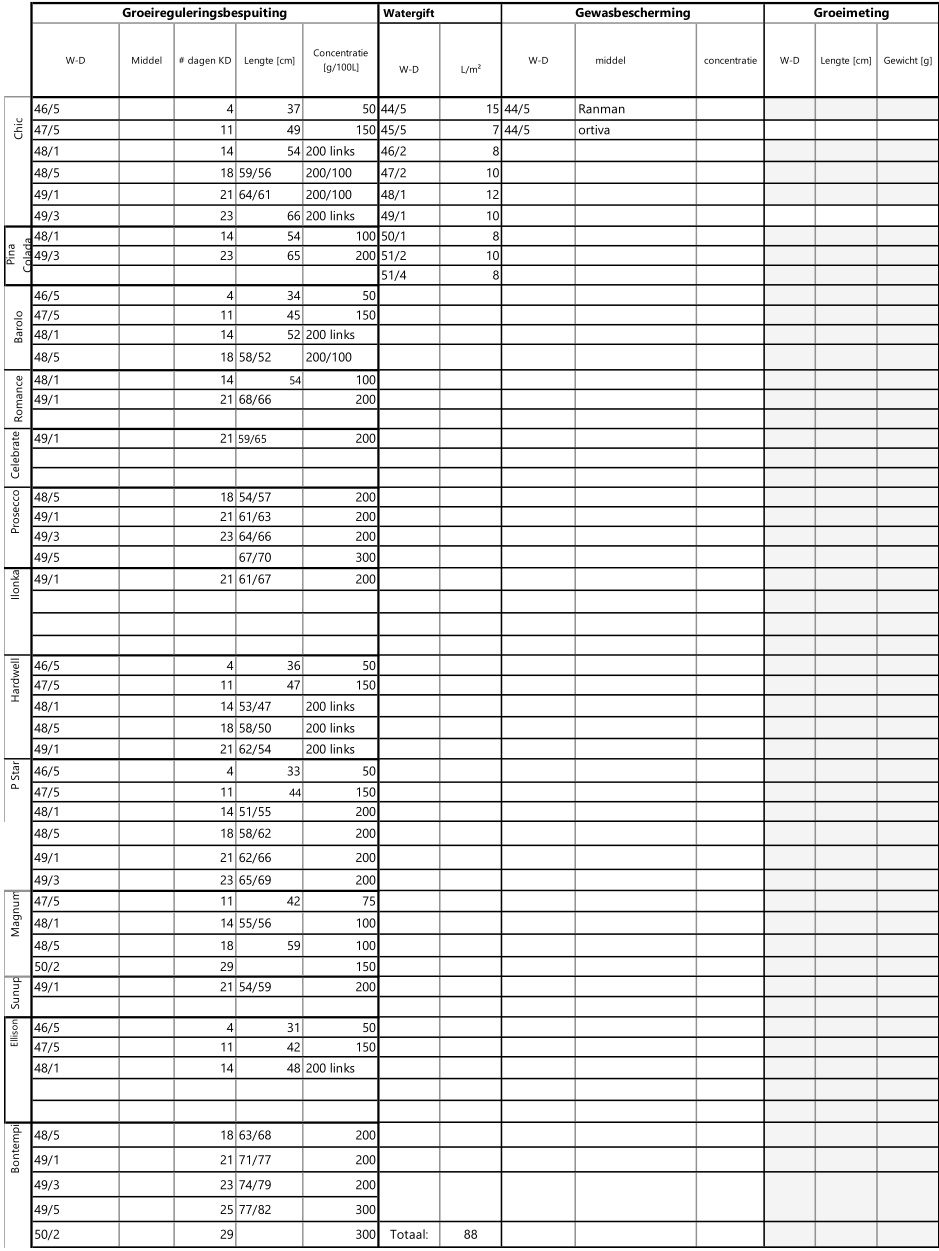 Groeireguleringsbespuiting Watergift Gewasbescherming Groeimeting
W-D Middel # dagen KD Lengte [cm] Concentratie [g/100L] W-D L/m² W-D middel concentratie W-D Lengte [cm] Gewicht [g]
Chic
46/5 4 37 50 44/5 15 44/5 Ranman
47/5 11 49 150 45/5 7 44/5 ortiva
48/1 14 54 200 links 46/2 8
48/5 18 59/56 200/100 47/2 10
49/1 21 64/61 200/100 48/1 12
49/3 23 66 200 links 49/1 10
Pina Colada
48/1 14 54 100 50/1 8
49/3 23 65 200 51/2 10
51/4 8
Barolo
46/5 4 34 50
47/5 11 45 150
48/1 14 52 200 links
48/5 18 58/52 200/100
Romance
48/1 14 54 100
49/1 21 68/66 200
Celebrate
49/1 21 59/65 200
Prosecco
48/5 18 54/57 200
49/1 21 61/63 200
49/3 23 64/66 200
49/5 67/70 300
Ilonka
49/1 21 61/67 200
Hardwell
46/5 4 36 50
47/5 11 47 150
48/1 14 53/47 200 links
48/5 18 58/50 200 links
49/1 21 62/54 200 links
P Star
46/5 4 33 50
47/5 11 44 150
48/1 14 51/55 200
48/5 18 58/62 200
49/1 21 62/66 200
49/3 23 65/69 200
Magnum
47/5 11 42 75
48/1 14 55/56 100
48/5 18 59 100
50/2 29 150
Sunup
49/1 21 54/59 200
Ellison
46/5 4 31 50
47/5 11 42 150
48/1 14 48 200 links
Bontempi
48/5 18 63/68 200
49/1 21 71/77 200
49/3 23 74/79 200
49/5 25 77/82 300
50/2 29 300 Totaal: 88